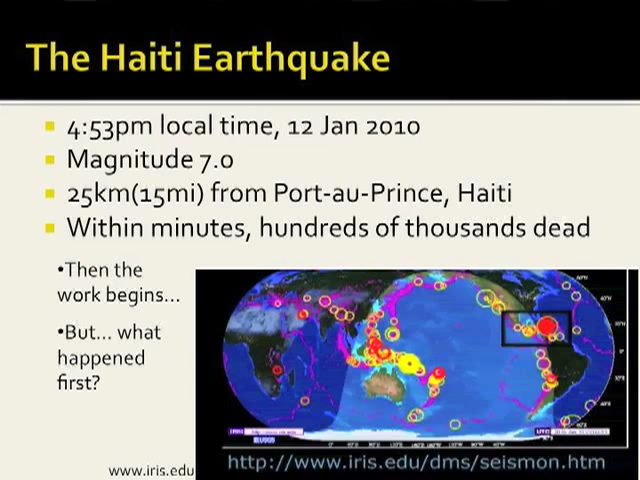 The Haiti Earthquake
4:53pm local time, 12 Jan 2010
Magnitude 7.0
25km(15mi) from Port-au-Prince, Haiti
Within minutes, hundreds of thousands dead
•Then the
work begins…
•But… what
happened
first?
www.iris.edu
http://www.iris.edu/dms/seismon.htm